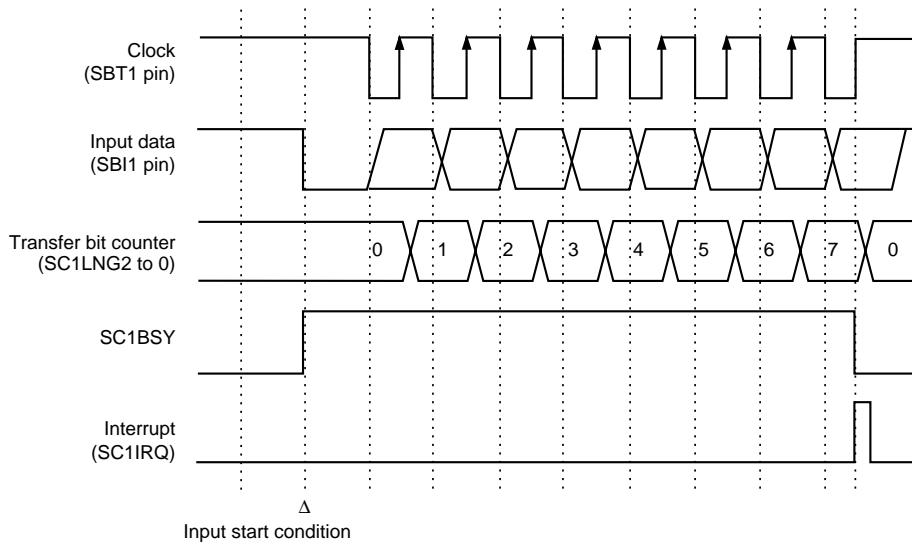 Clock
(SBT1 pin)
Input data
(SBI1 pin)
Transfer bit counter
(SC1LNG2 to 0)
0 1 2 3 4 5 6 7 0
SC1BSY
Interrupt
(SC1IRQ)
Δ
Input start condition